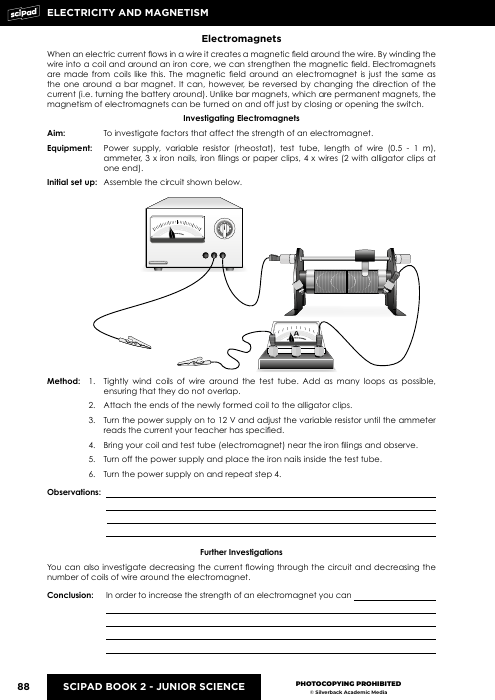 scipad
ELECTRICITY AND MAGNETISM
Electromagnets
When an electric current flows in a wire it creates a magnetic field around the wire. By winding the
wire into a coil and around an iron core, we can strengthen the magnetic field. Electromagnets
are made from coils like this. The magnetic field around an electromagnet is just the same as
the one around a bar magnet. It can, however, be reversed by changing the direction of the
current (i.e. turning the battery around). Unlike bar magnets, which are permanent magnets, the
magnetism of electromagnets can be turned on and off just by closing or opening the switch.
Investigating Electromagnets
Aim: To investigate factors that affect the strength of an electromagnet.
Equipment: Power supply, variable resistor (rheostat), test tube, length of wire (0.5 - 1 m),
ammeter, 3 x iron nails, iron filings or paper clips, 4 x wires (2 with alligator clips at
one end).
Initial set up: Assemble the circuit shown below.
A
Method: 1. Tightly wind coils of wire around the test tube. Add as many loops as possible,
ensuring that they do not overlap.
2. Attach the ends of the newly formed coil to the alligator clips.
3. Turn the power supply on to 12 V and adjust the variable resistor until the ammeter
reads the current your teacher has specified.
4. Bring your coil and test tube (electromagnet) near the iron filings and observe.
5. Turn off the power supply and place the iron nails inside the test tube.
6. Turn the power supply on and repeat step 4.
Observations:
Further Investigations
You can also investigate decreasing the current flowing through the circuit and decreasing the
number of coils of wire around the electromagnet.
Conclusion: In order to increase the strength of an electromagnet you can
88
SCIPAD BOOK 2 - JUNIOR SCIENCE
PHOTOCOPYING PROHIBITED
© Silverback Academic Media